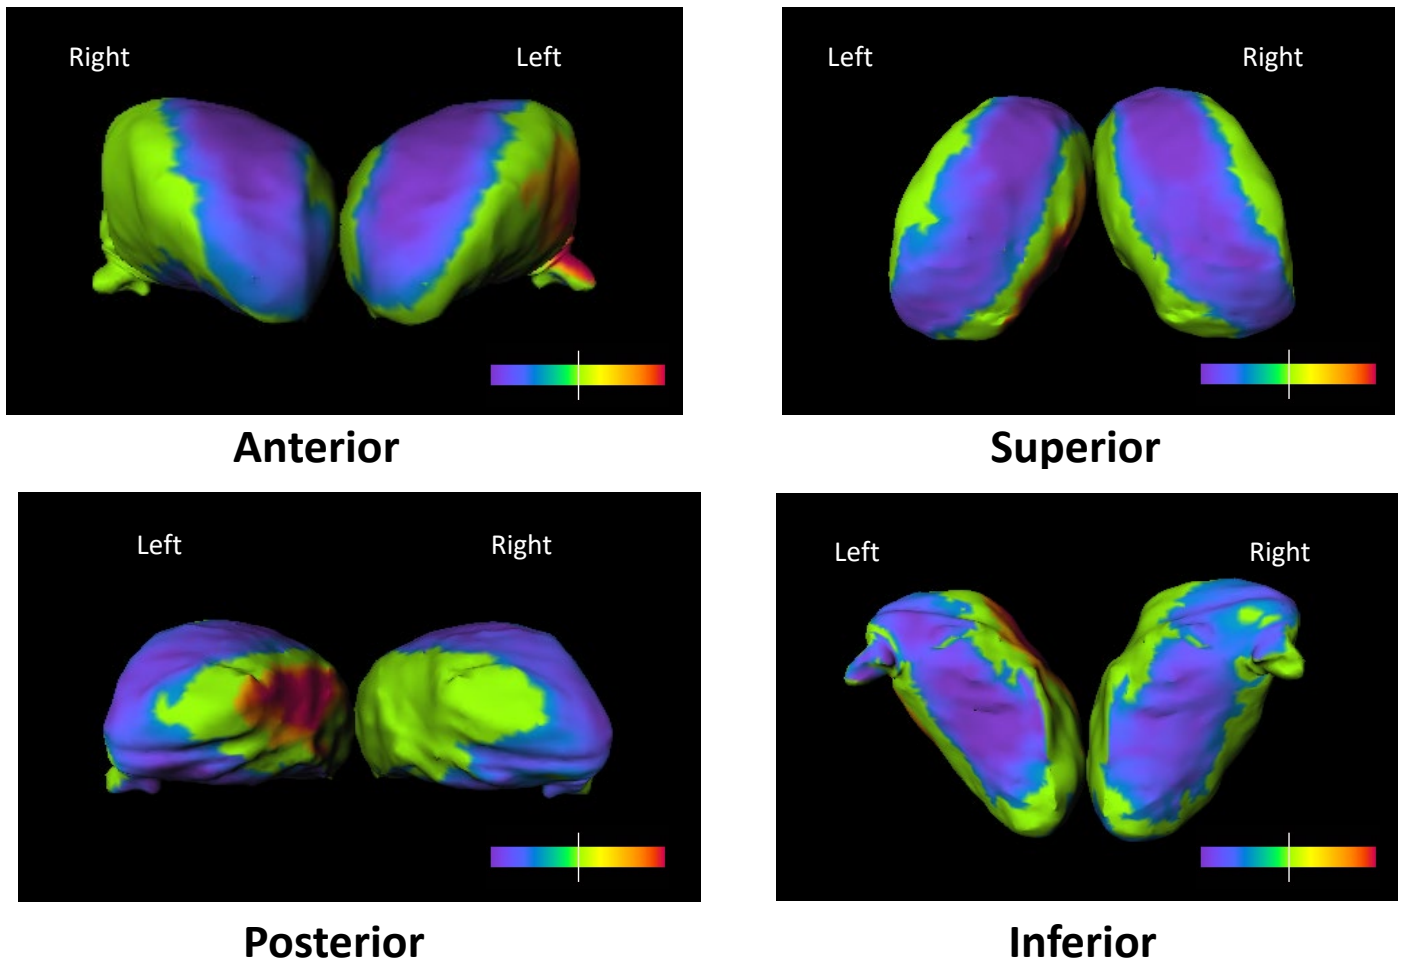 Right
Left
Left
Right
Anterior
Superior
Left
Right
Left
Right
Posterior
Inferior